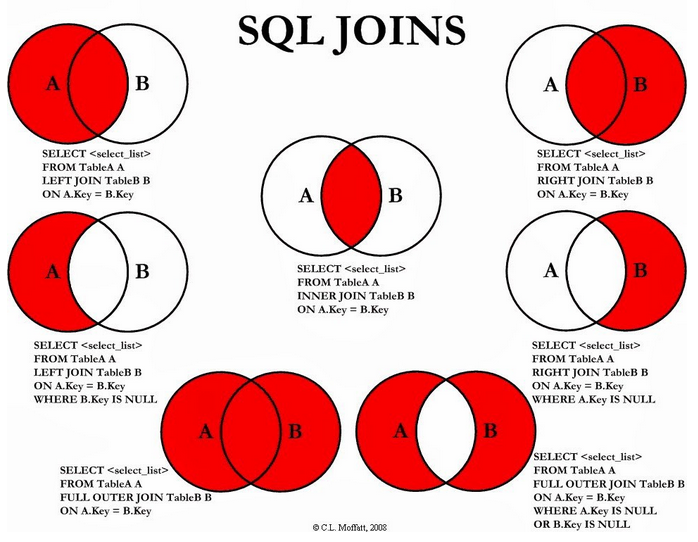 SQL JOINS
A B
SELECT <select_list>
FROM TableA A
LEFT JOIN TableB B
ON A.Key = B.Key
A B
SELECT <select_list>
FROM TableA A
RIGHT JOIN TableB B
ON A.Key = B.Key
A B
SELECT <select_list>
FROM TableA A
INNER JOIN TableB B
ON A.Key = B.Key
A B
SELECT <select_list>
FROM TableA A
LEFT JOIN TableB B
ON A.Key = B.Key
WHERE B.Key IS NULL
A B
SELECT <select_list>
FROM TableA A
RIGHT JOIN TableB B
ON A.Key = B.Key
WHERE A.Key IS NULL
A B
SELECT <select_list>
FROM TableA A
FULL OUTER JOIN TableB B
ON A.Key = B.Key
A B
SELECT <select_list>
FROM TableA A
FULL OUTER JOIN TableB B
ON A.Key = B.Key
WHERE A.Key IS NULL
OR B.Key IS NULL
© C.L. Moffatt, 2008